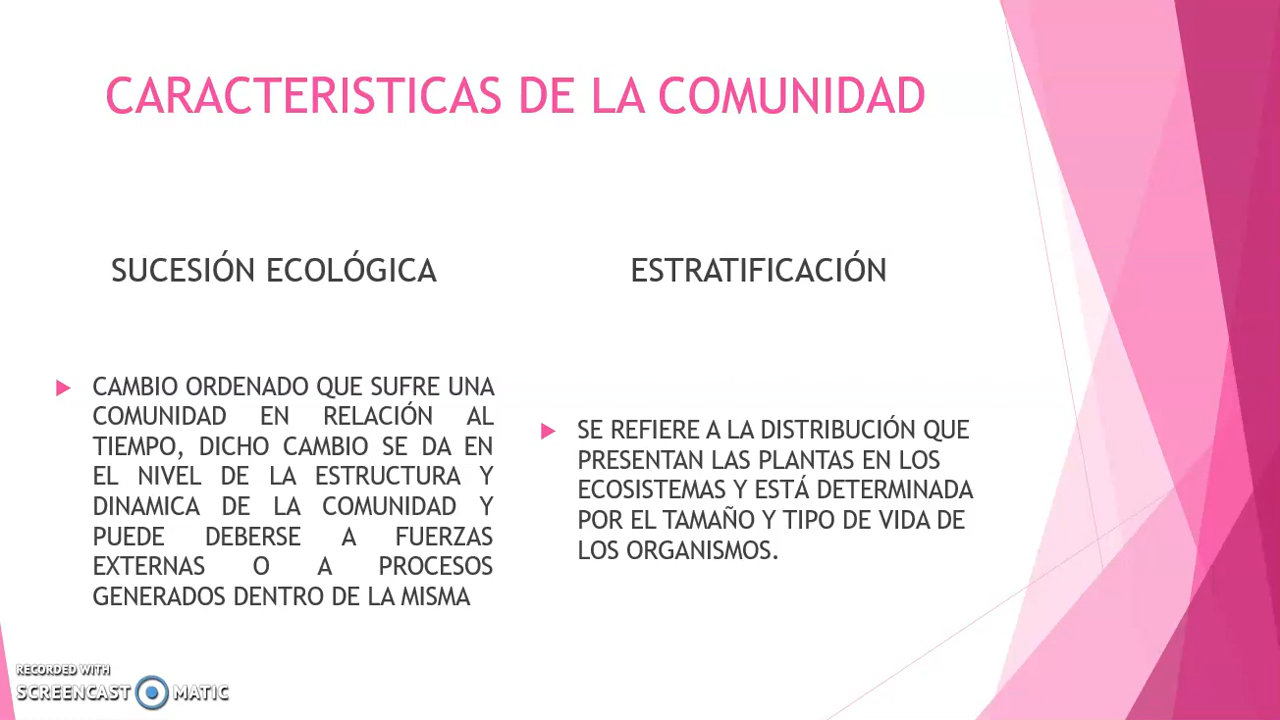 CARACTERISTICAS DE LA COMUNIDAD
SUCESIÓN ECOLÓGICA
CAMBIO ORDENADO QUE SUFRE UNA
COMUNIDAD EN RELACIÓN AL
TIEMPO, DICHO CAMBIO SE DA EN
EL NIVEL DE LA ESTRUCTURA Y
DINAMICA DE LA COMUNIDAD Y
PUEDE DEBERSE A FUERZAS
EXTERNAS O A PROCESOS
GENERADOS DENTRO DE LA MISMA
ESTRATIFICACIÓN
SE REFIERE A LA DISTRIBUCIÓN QUE
PRESENTAN LAS PLANTAS EN LOS
ECOSISTEMAS Y ESTÁ DETERMINADA
POR EL TAMAÑO Y TIPO DE VIDA DE
LOS ORGANISMOS.
RECORDED WITH
SCREENCAST MATIC